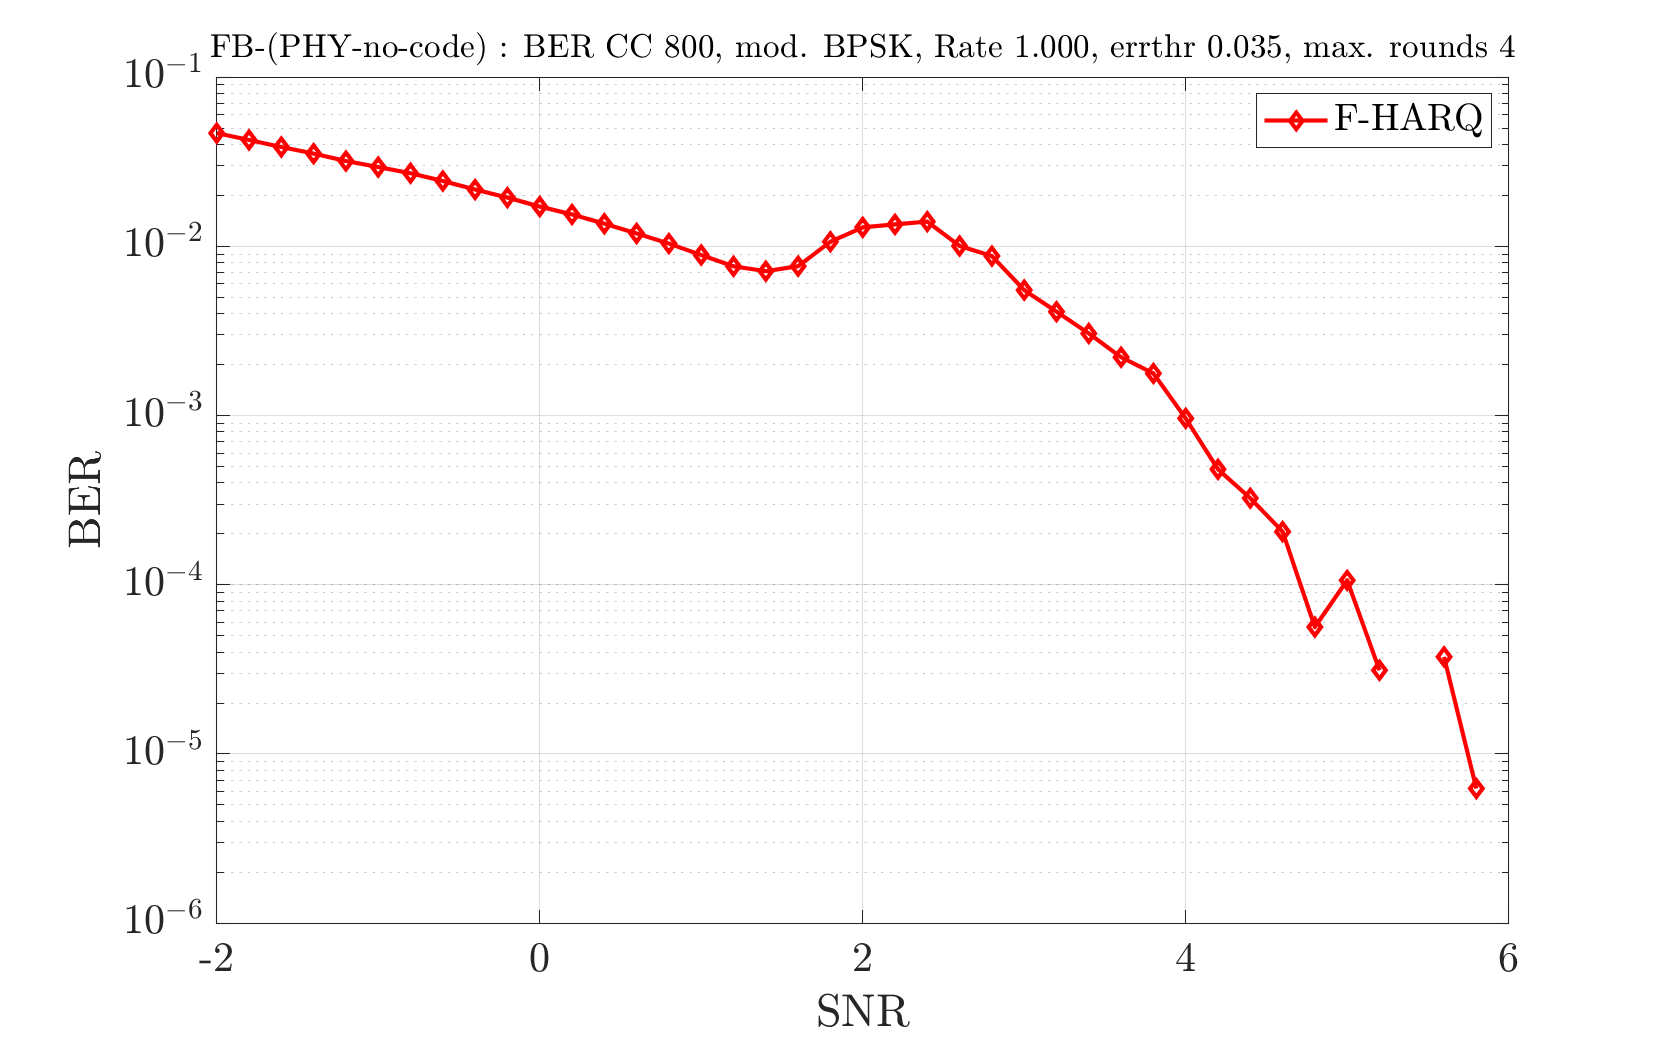 FB-(PHY-no-code) : BER CC 800, mod. BPSK, Rate 1.000, errthr 0.035, max. rounds 4
F-HARQ
10⁻¹
10⁻²
10⁻³
10⁻⁴
10⁻⁵
10⁻⁶
BER
-2 0 2 4 6
SNR